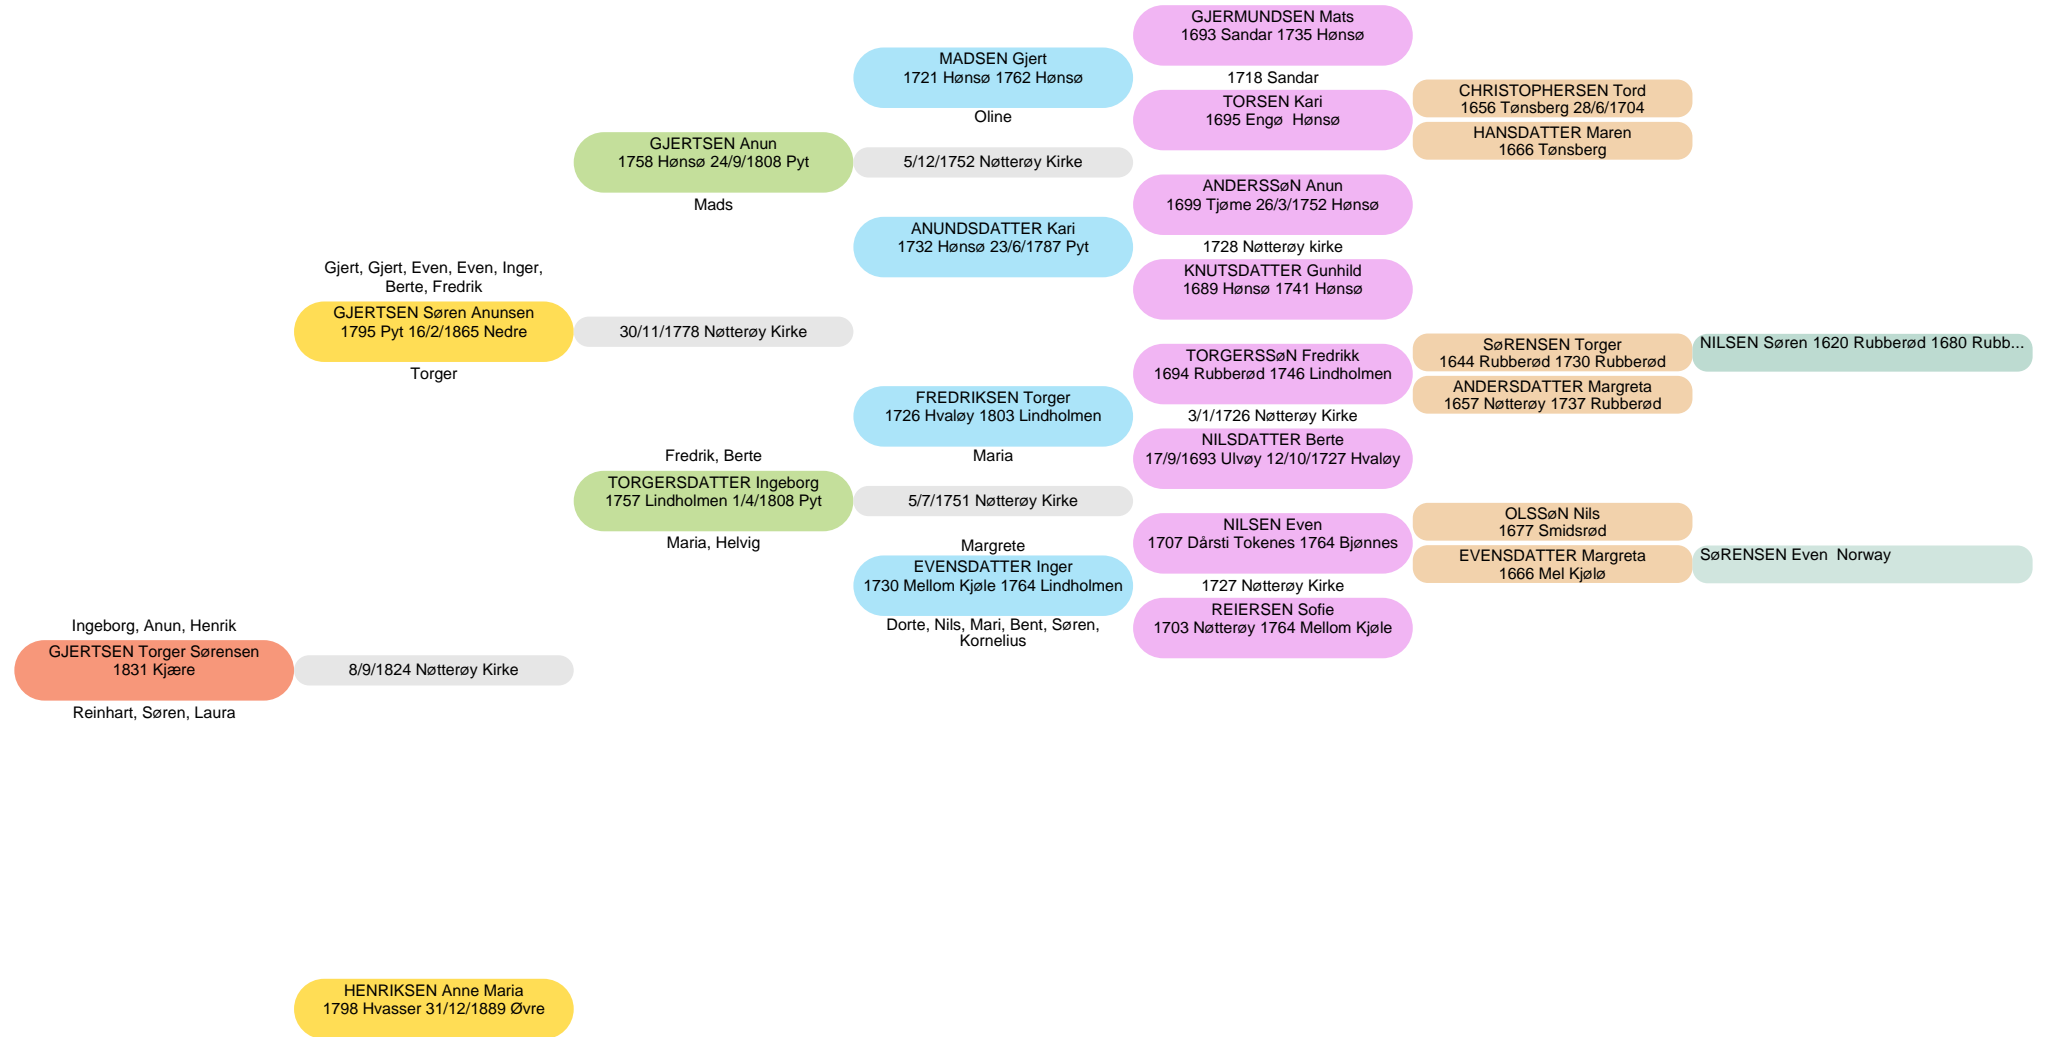 GJERMUNDSEN Mats
1693 Sandar 1735 Hønsø
MADSEN Gjert
1721 Hønsø 1762 Hønsø
1718 Sandar
CHRISTOPHERSEN Tord
1656 Tønsberg 28/6/1704
TORSEN Kari
1695 Engø  Hønsø
Oline
HANSDATTER Maren
1666 Tønsberg
GJERTSEN Anun
1758 Hønsø 24/9/1808 Pyt
5/12/1752 Nøtterøy Kirke
ANDERSSøN Anun
1699 Tjøme 26/3/1752 Hønsø
Mads
ANUNDSDATTER Kari
1732 Hønsø 23/6/1787 Pyt
1728 Nøtterøy kirke
Gjert, Gjert, Even, Even, Inger,
Berte, Fredrik
KNUTSDATTER Gunhild
1689 Hønsø 1741 Hønsø
GJERTSEN Søren Anunsen
1795 Pyt 16/2/1865 Nedre
30/11/1778 Nøtterøy Kirke
SøRENSEN Torger
1644 Rubberød 1730 Rubberød
NILSEN Søren 1620 Rubberød 1680 Rubb...
TORGERSSøN Fredrikk
1694 Rubberød 1746 Lindholmen
Torger
ANDERSDATTER Margreta
1657 Nøtterøy 1737 Rubberød
FREDRIKSEN Torger
1726 Hvaløy 1803 Lindholmen
3/1/1726 Nøtterøy Kirke
Fredrik, Berte
Maria
NILSDATTER Berte
17/9/1693 Ulvøy 12/10/1727 Hvaløy
TORGERSDATTER Ingeborg
1757 Lindholmen 1/4/1808 Pyt
5/7/1751 Nøtterøy Kirke
OLSSøN Nils
1677 Smidsrød
NILSEN Even
1707 Dårsti Tokenes 1764 Bjønnes
Maria, Helvig
Margrete
EVENSDATTER Margreta
1666 Mel Kjølø
SøRENSEN Even  Norway
EVENSDATTER Inger
1730 Mellom Kjøle 1764 Lindholmen
1727 Nøtterøy Kirke
REIERSEN Sofie
1703 Nøtterøy 1764 Mellom Kjøle
Dorte, Nils, Mari, Bent, Søren,
Kornelius
Ingeborg, Anun, Henrik
GJERTSEN Torger Sørensen
1831 Kjære
8/9/1824 Nøtterøy Kirke
Reinhart, Søren, Laura
HENRIKSEN Anne Maria
1798 Hvasser 31/12/1889 Øvre